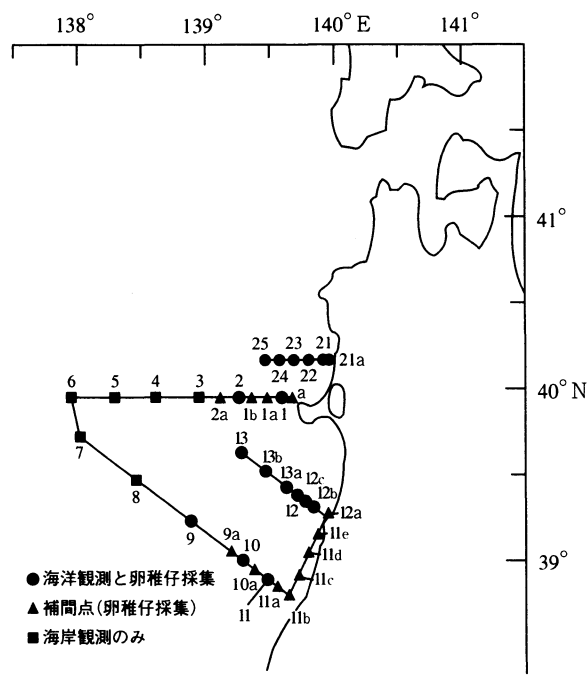 138° 139° 140° E 141°
41°
25 23 21
24 22 21a
40° N
6 5 4 3 2 a
2a 1b 1a 1
7
13
13b
13a
12c
12 12b
8
12a
9
11e
9a 10
11d
39°
10a
11c
11a
11 11b
●海洋観測と卵稚仔採集
▲補間点(卵稚仔採集)
■海岸観測のみ